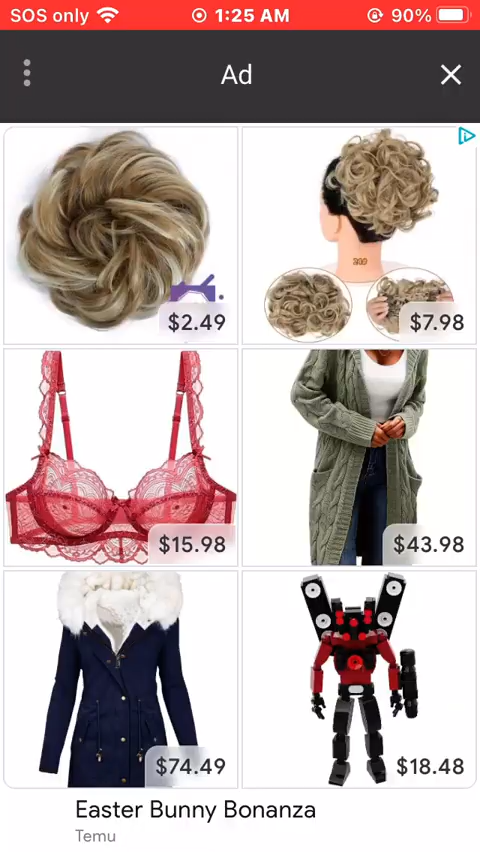 SOS only 1:25 AM 90%
Ad
$2.49
$7.98
$15.98
$43.98
$74.49
$18.48
Easter Bunny Bonanza
Temu